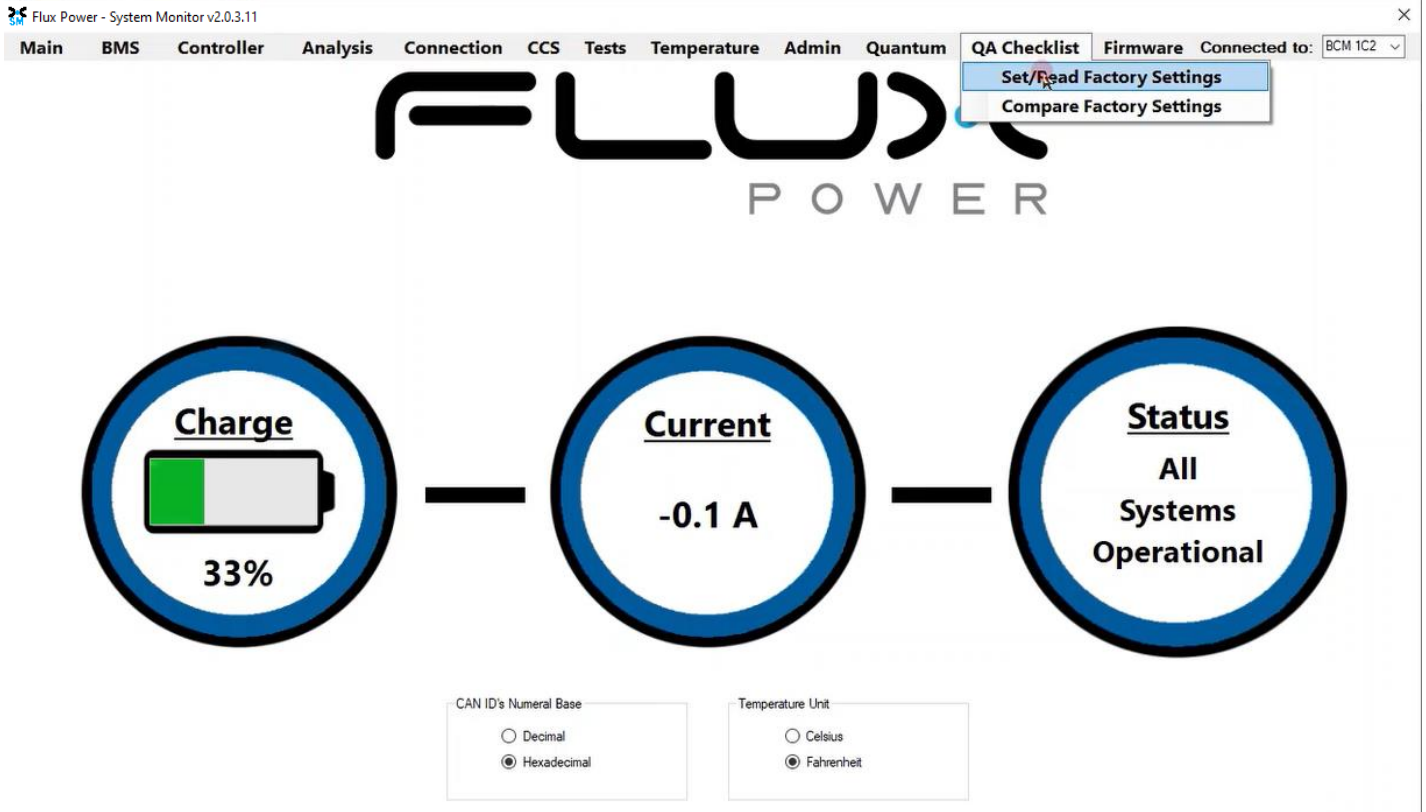 Flux Power - System Monitor v2.0.3.11
Main BMS Controller Analysis Connection CCS Tests Temperature Admin Quantum QA Checklist Firmware Connected to: BCM 1C2
Set/Read Factory Settings
Compare Factory Settings
FLUX
POWER
Charge
33%
Current
-0.1 A
Status
All
Systems
Operational
CAN ID's Numeral Base
Decimal
Hexadecimal
Temperature Unit
Celsius
Fahrenheit